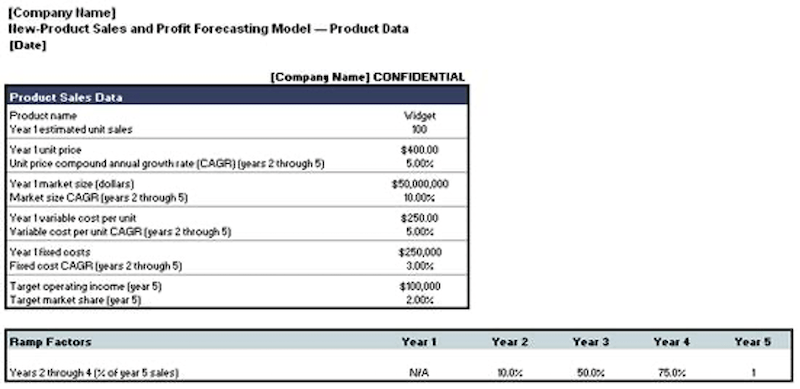 [Company Name]
New-Product Sales and Profit Forecasting Model — Product Data
[Date]
[Company Name] CONFIDENTIAL
Product Sales Data
Product name Widget
Year 1 estimated unit sales 100
Year 1 unit price $400.00
Unit price compound annual growth rate (CAGR) (years 2 through 5) 5.00%
Year 1 market size (dollars) $50,000,000
Market size CAGR (years 2 through 5) 10.00%
Year 1 variable cost per unit $250.00
Variable cost per unit CAGR (years 2 through 5) 5.00%
Year 1 fixed costs $250,000
Fixed cost CAGR (years 2 through 5) 3.00%
Target operating income (year 5) $100,000
Target market share (year 5) 2.00%
Ramp Factors Year 1 Year 2 Year 3 Year 4 Year 5
Years 2 through 4 (% of year 5 sales) N/A 10.0% 50.0% 75.0% 1